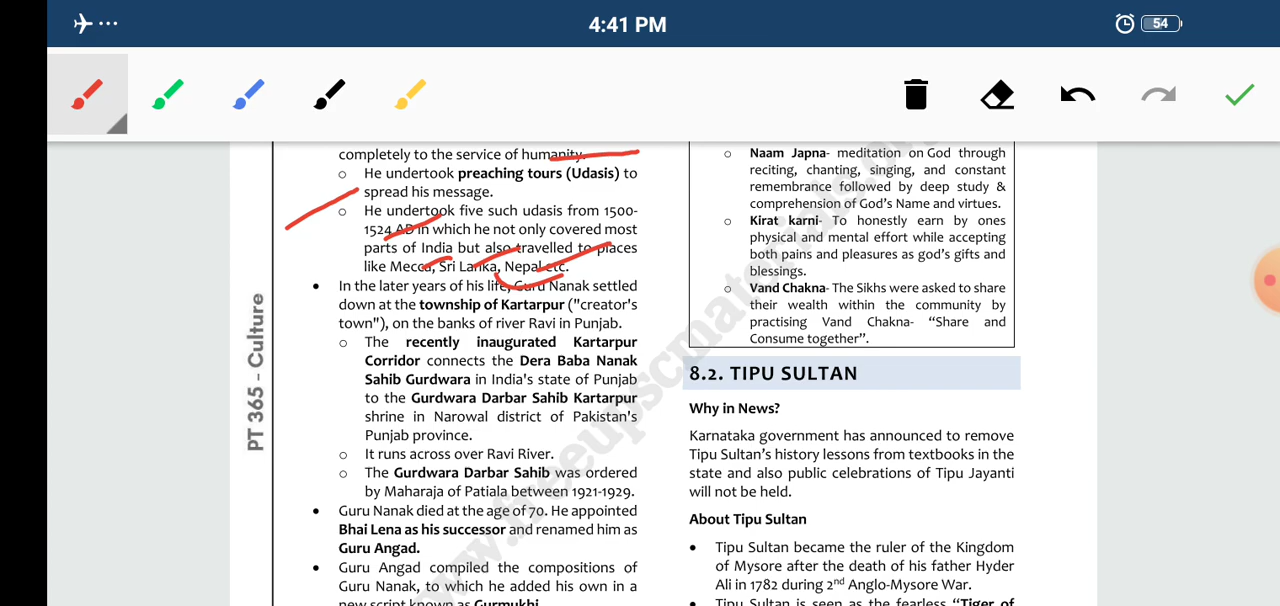 4:41 PM
54
completely to the service of humanity.
○ He undertook preaching tours (Udasis) to
spread his message.
○ He undertook five such udasis from 1500-
1524 AD in which he not only covered most
parts of India but also travelled to places
like Mecca, Sri Lanka, Nepal etc.
• In the later years of his life, Guru Nanak settled
down at the township of Kartarpur ("creator's
town"), on the banks of river Ravi in Punjab.
○ The recently inaugurated Kartarpur
Corridor connects the Dera Baba Nanak
Sahib Gurdwara in India's state of Punjab
to the Gurdwara Darbar Sahib Kartarpur
shrine in Narowal district of Pakistan's
Punjab province.
○ It runs across over Ravi River.
○ The Gurdwara Darbar Sahib was ordered
by Maharaja of Patiala between 1921-1929.
• Guru Nanak died at the age of 70. He appointed
Bhai Lena as his successor and renamed him as
Guru Angad.
• Guru Angad compiled the compositions of
Guru Nanak, to which he added his own in a
new script known as Gurmukhi.
PT 365 - Culture
○ Naam Japna- meditation on God through
reciting, chanting, singing, and constant
remembrance followed by deep study &
comprehension of God's Name and virtues.
○ Kirat karni- To honestly earn by ones
physical and mental effort while accepting
both pains and pleasures as god's gifts and
blessings.
○ Vand Chakna- The Sikhs were asked to share
their wealth within the community by
practising Vand Chakna- “Share and
Consume together”.
8.2. TIPU SULTAN
Why in News?
Karnataka government has announced to remove
Tipu Sultan's history lessons from textbooks in the
state and also public celebrations of Tipu Jayanti
will not be held.
About Tipu Sultan
• Tipu Sultan became the ruler of the Kingdom
of Mysore after the death of his father Hyder
Ali in 1782 during 2nd Anglo-Mysore War.
• Tipu Sultan is seen as the fearless “Tiger of